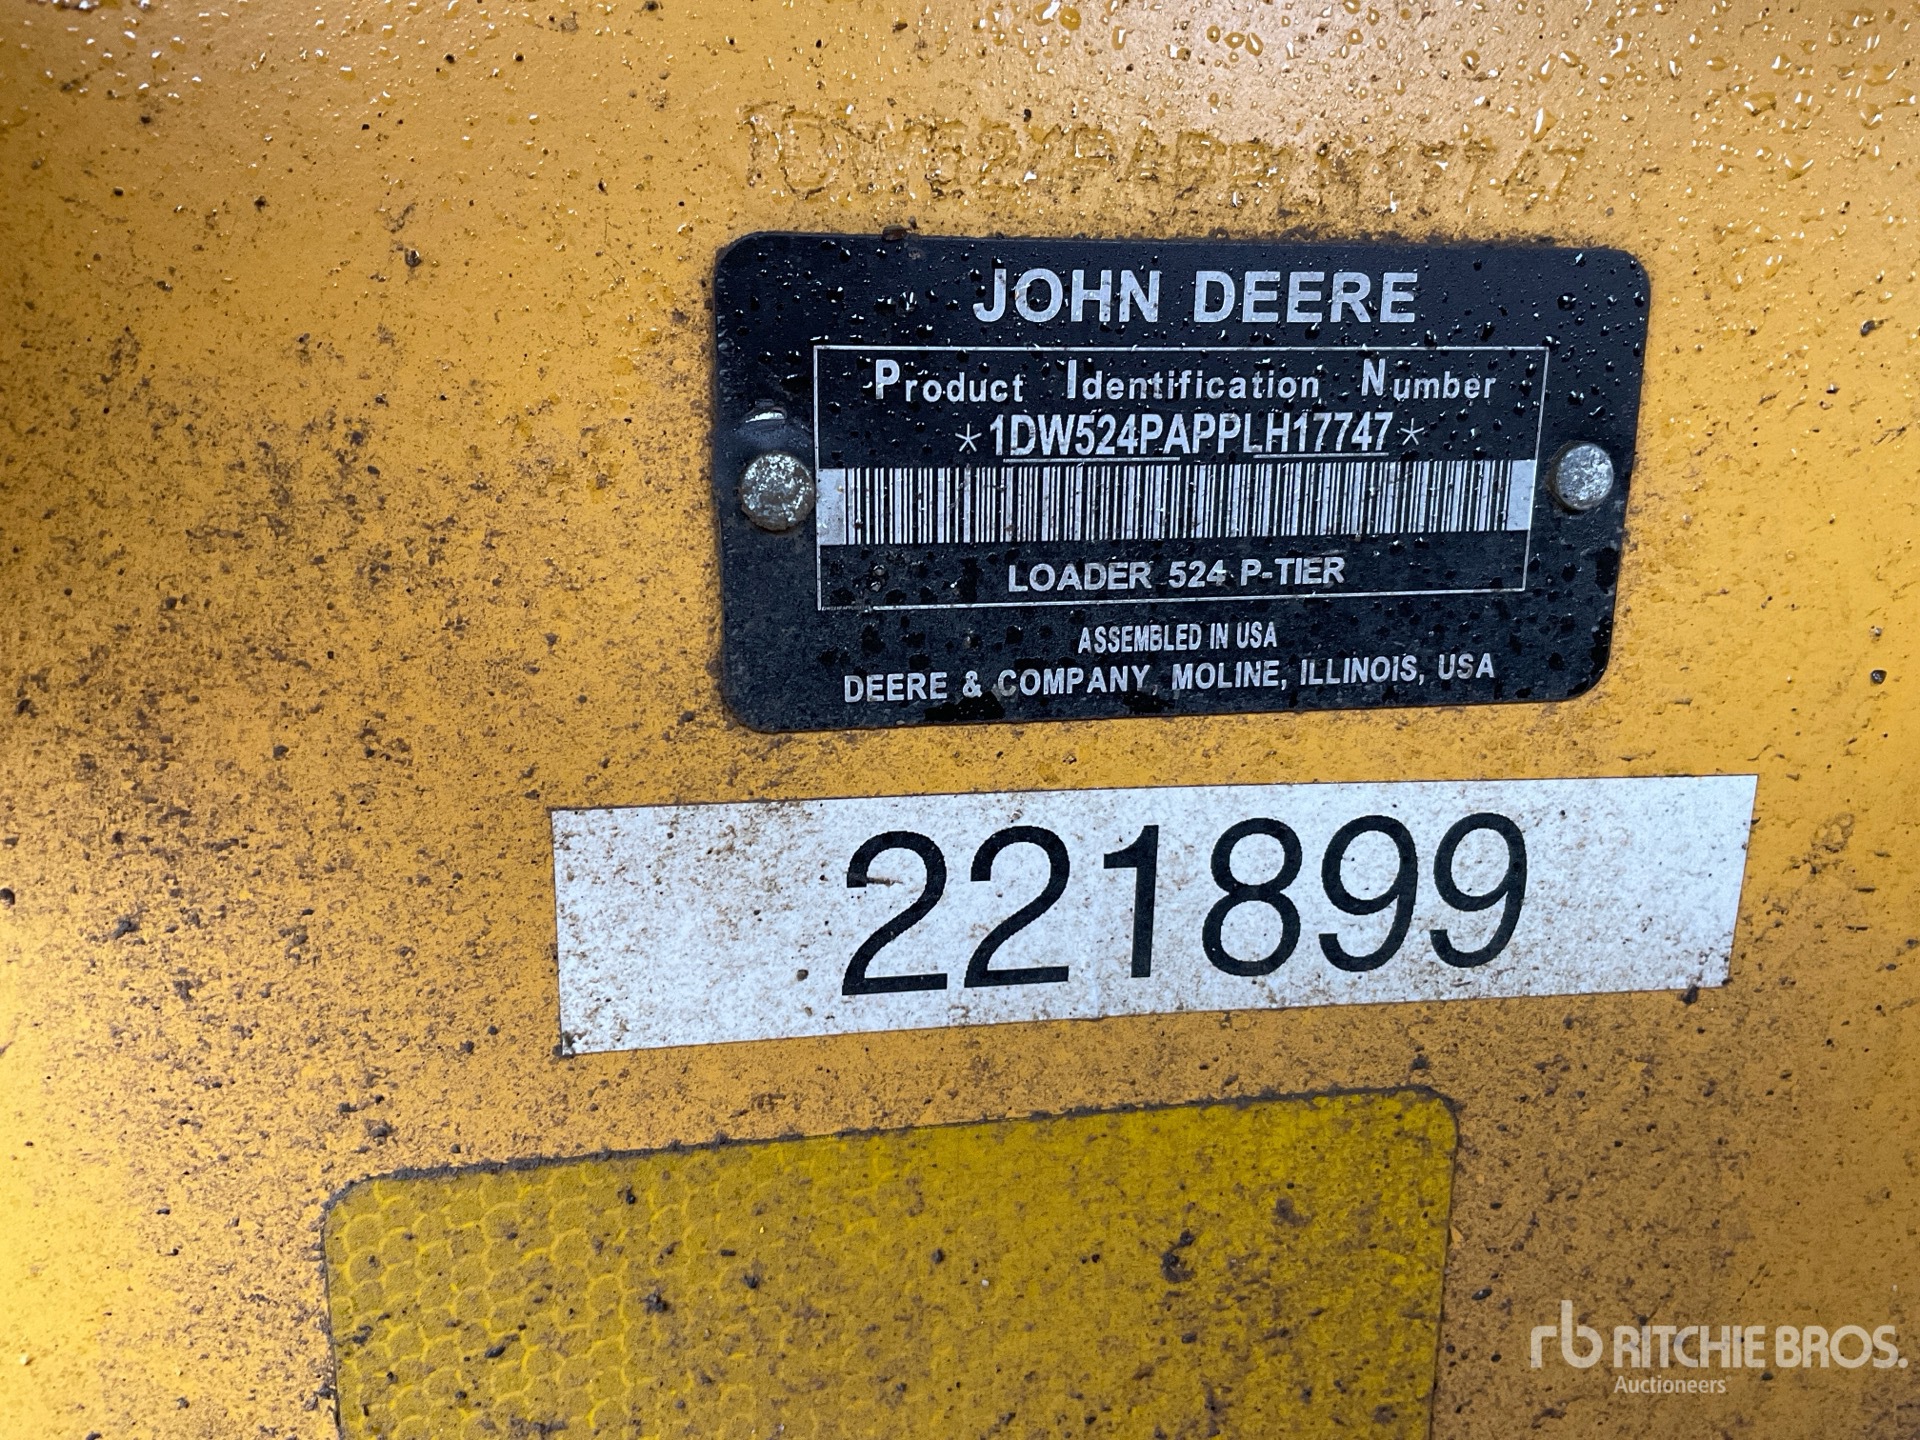 JOHN DEERE
Product Identification Number
*1DW524PAPPLH17747*
LOADER 524 P-TIER
ASSEMBLED IN USA
DEERE & COMPANY, MOLINE, ILLINOIS, USA
221899
rb RITCHIE BROS.
Auctioneers